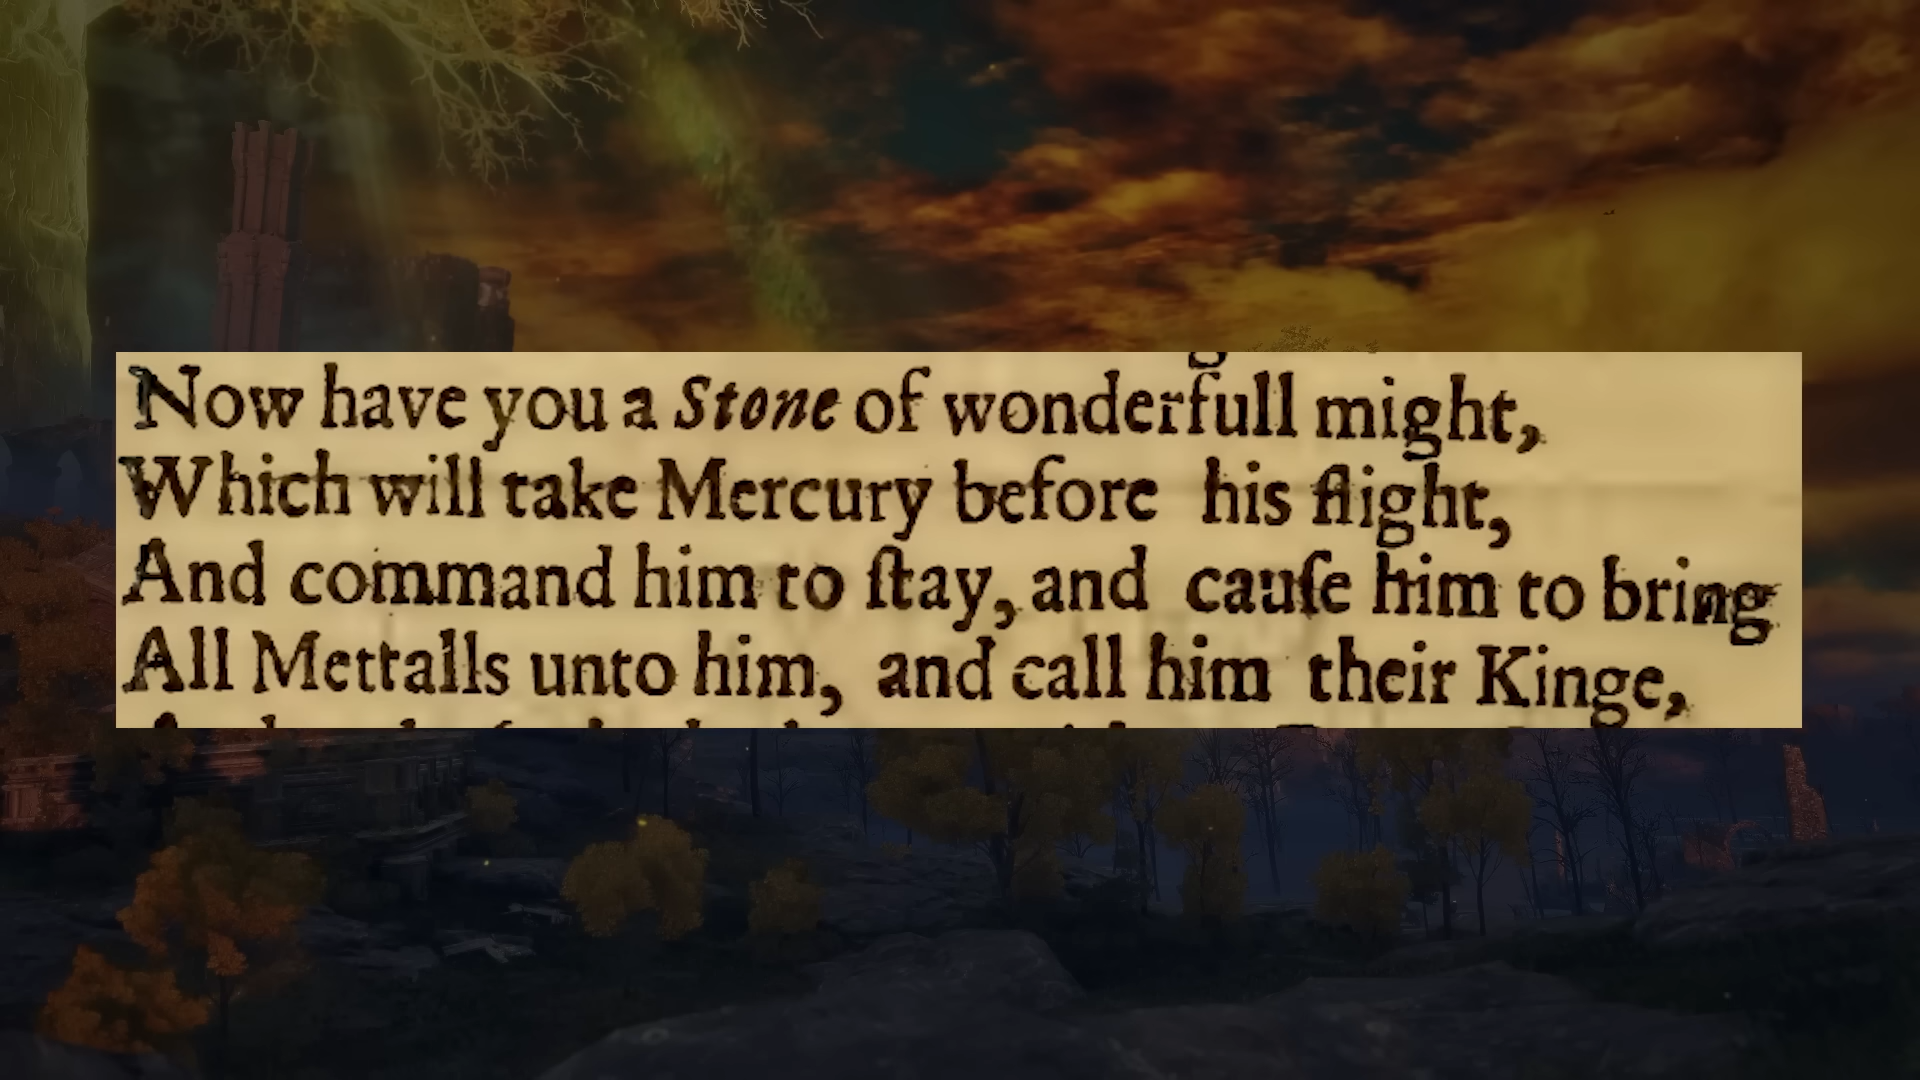 Now have you a Stone of wonderfull might,
Which will take Mercury before his flight,
And command him to ſtay, and cauſe him to bring
All Mettalls unto him, and call him their Kinge,